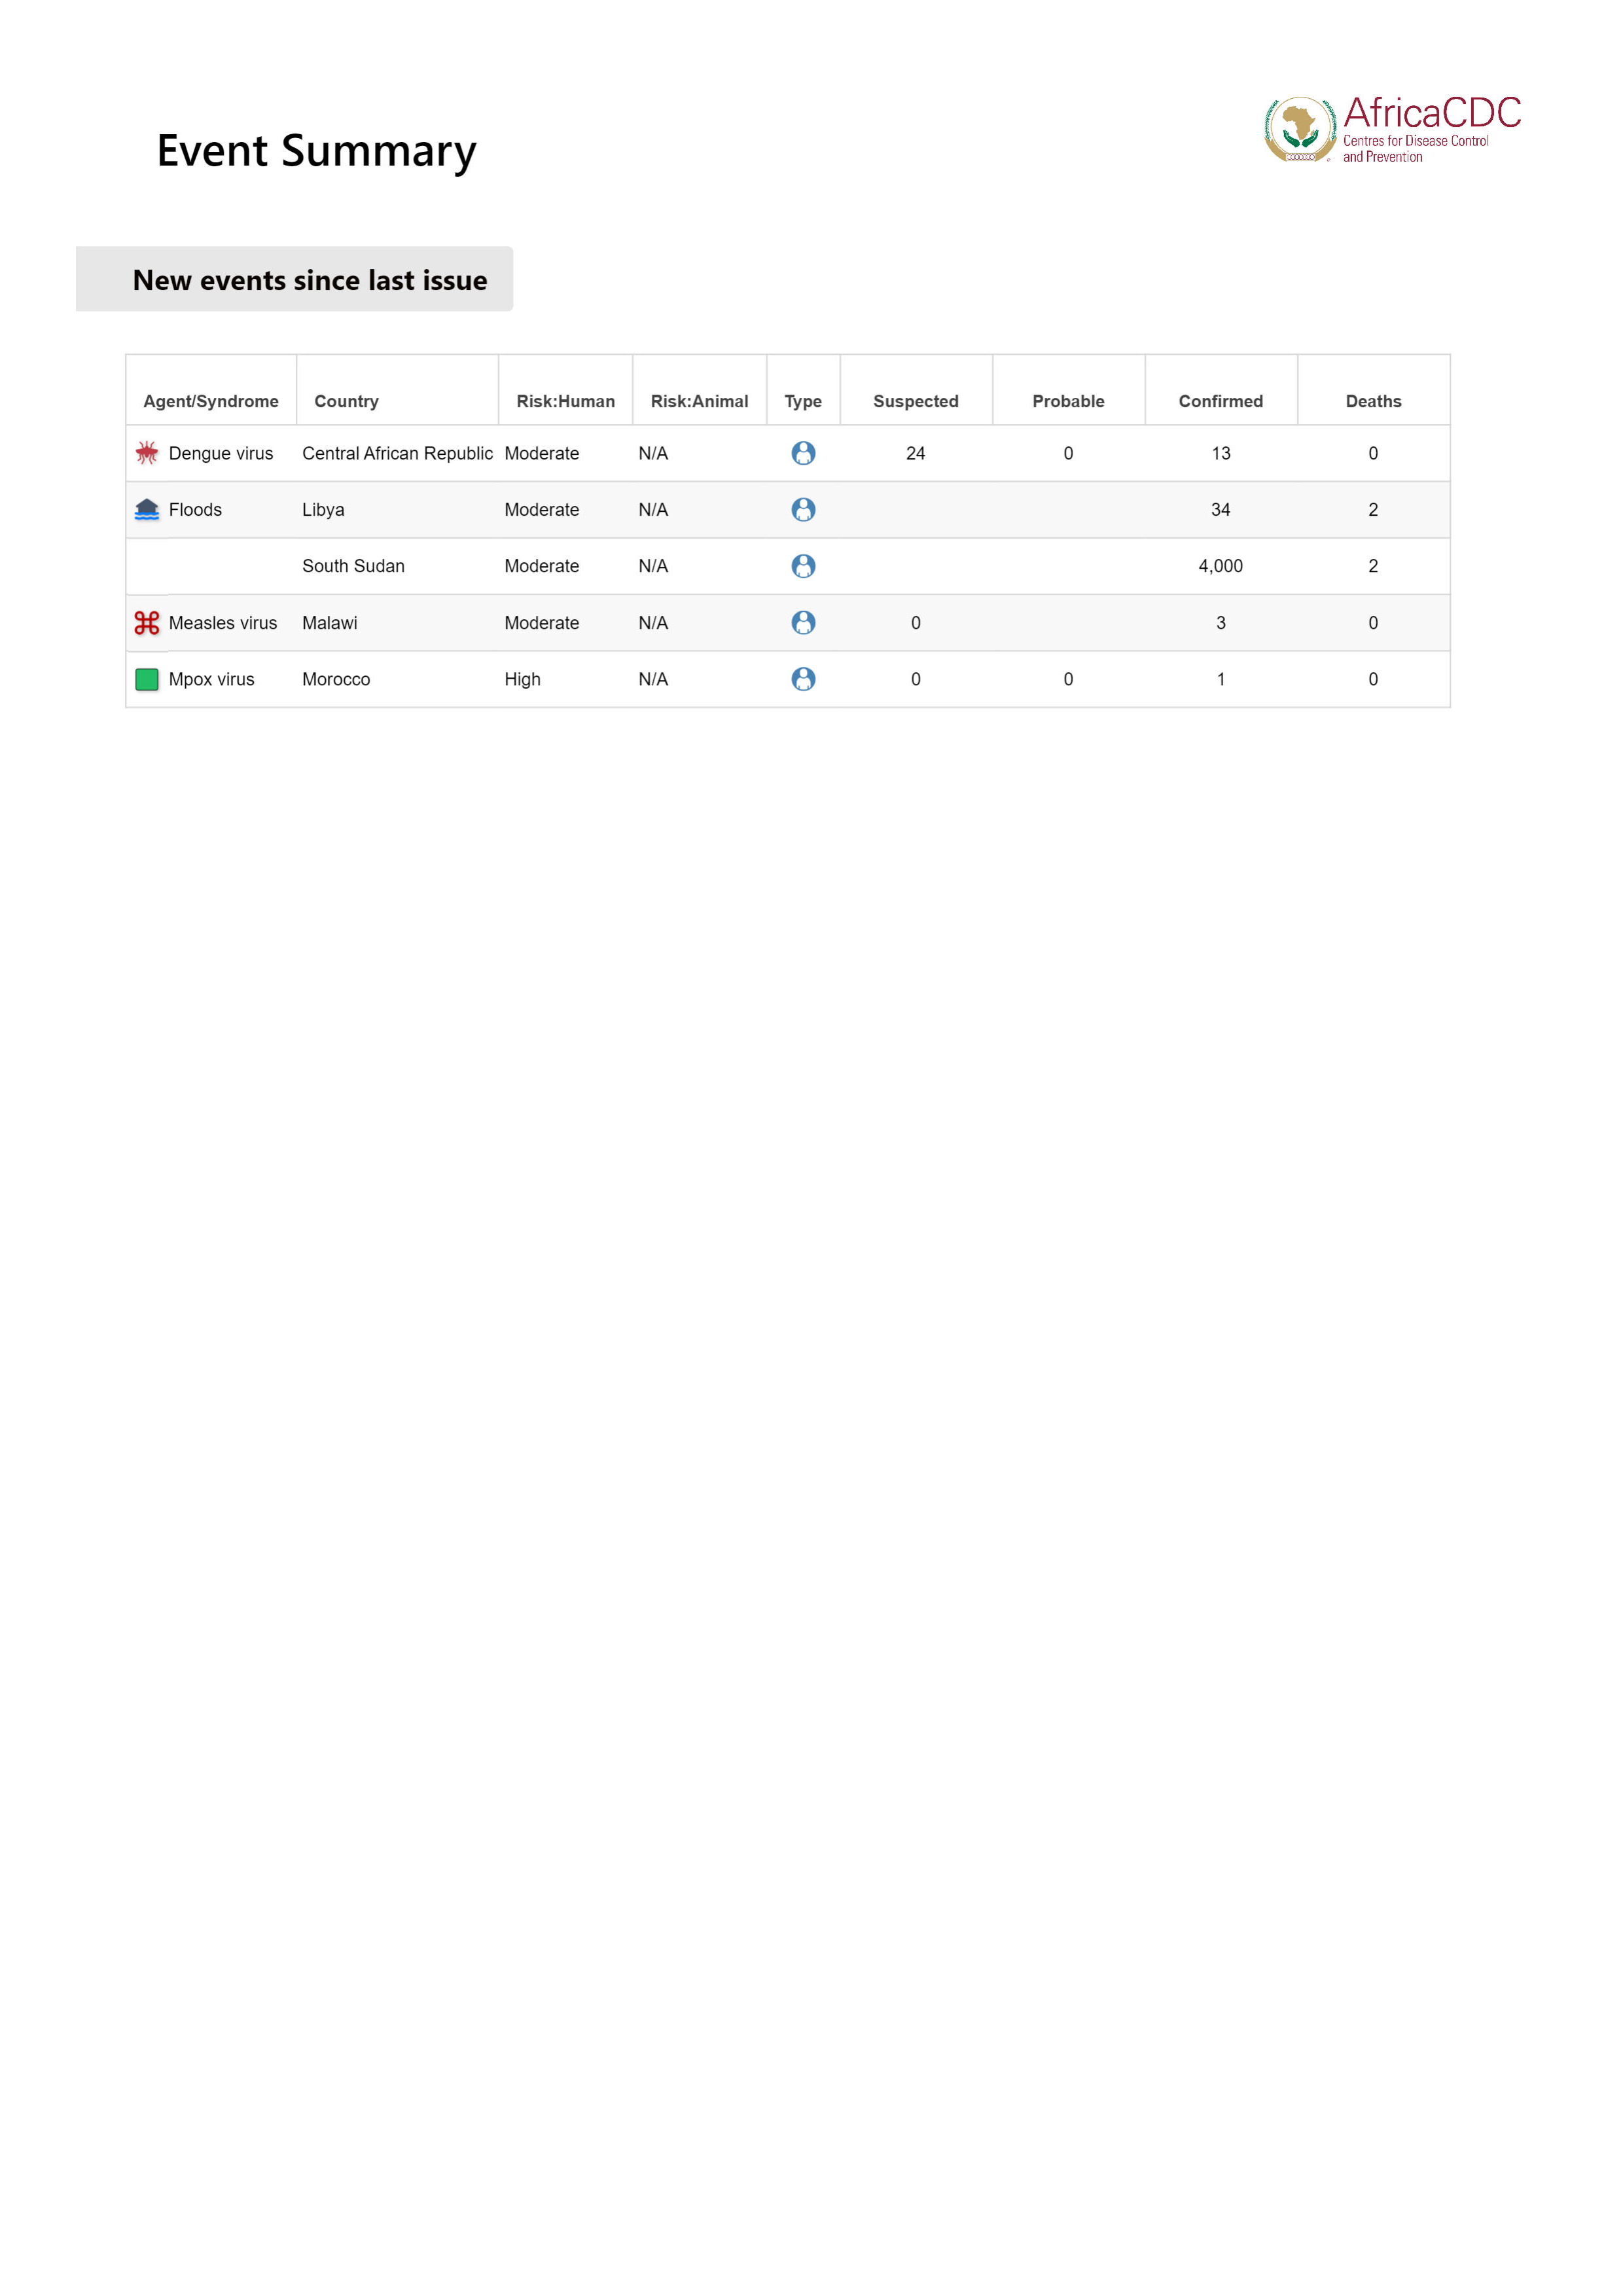 Event Summary
AfricaCDC
Centres for Disease Control
and Prevention
New events since last issue
Agent/Syndrome Country Risk:Human Risk:Animal Type Suspected Probable Confirmed Deaths
Dengue virus Central African Republic Moderate N/A 24 0 13 0
Floods Libya Moderate N/A 34 2
South Sudan Moderate N/A 4,000 2
Measles virus Malawi Moderate N/A 0 3 0
Mpox virus Morocco High N/A 0 0 1 0